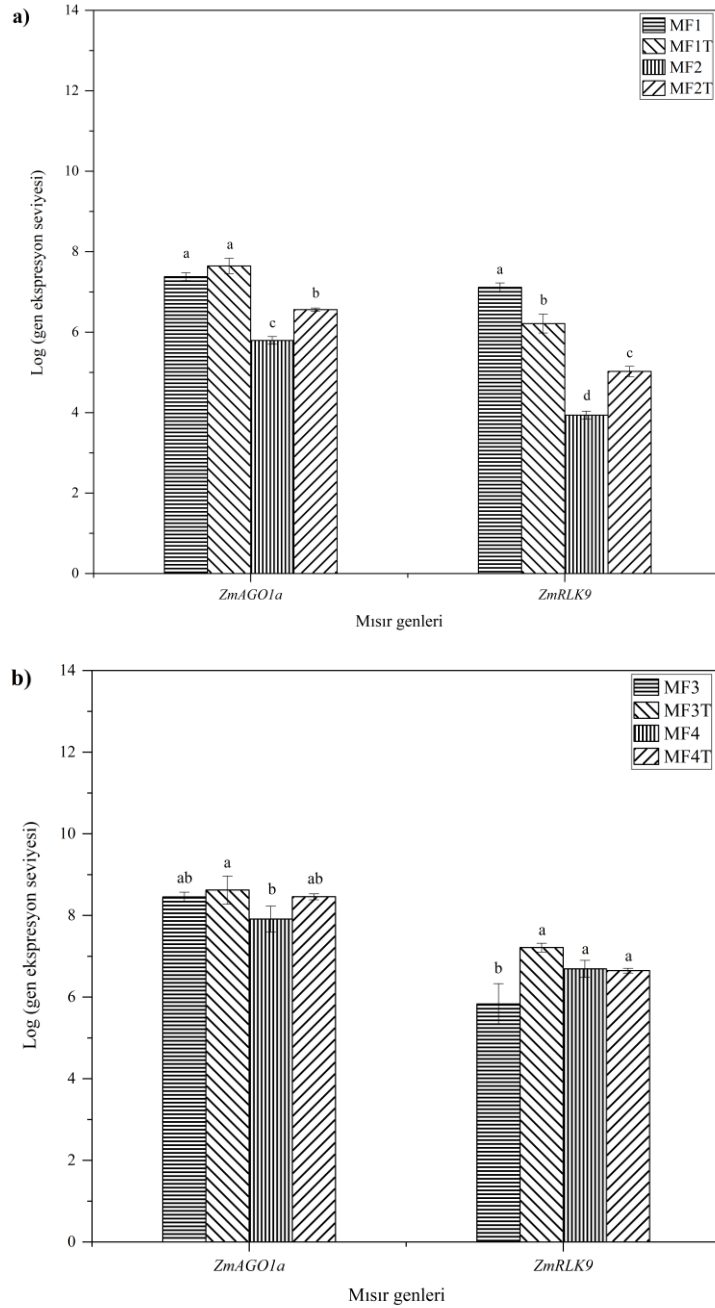 a)
MF1
MF1T
MF2
MF2T
14
12
10
8
6
4
2
0
Log (gen ekspresyon seviyesi)
a
a
c
b
a
b
d
c
ZmAGO1a
ZmRLK9
Mısır genleri
b)
MF3
MF3T
MF4
MF4T
14
12
10
8
6
4
2
0
Log (gen ekspresyon seviyesi)
ab
a
b
ab
b
a
a
a
ZmAGO1a
ZmRLK9
Mısır genleri